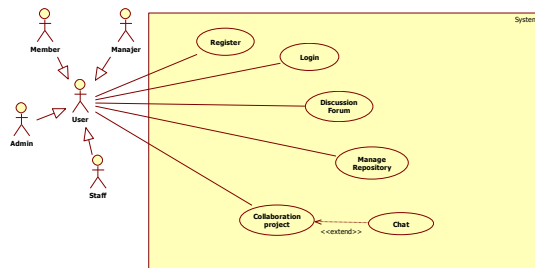 System
Member
Manajer
Register
Login
User
Discussion
Forum
Admin
Manage
Repository
Staff
Collaboration
project
Chat
<<extend>>